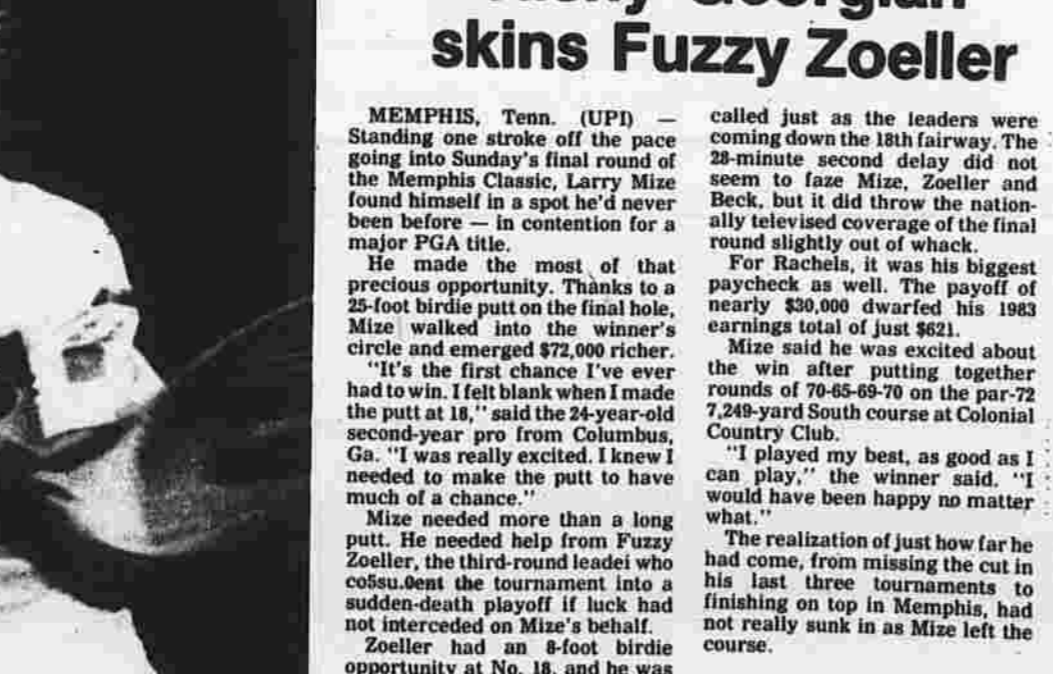 skins Fuzzy Zoeller
MEMPHIS, Tenn. (UPI) —
Standing one stroke off the pace
going into Sunday's final round of
the Memphis Classic, Larry Mize
found himself in a spot he'd never
been before — in contention for a
major PGA title.
He made the most of that
precious opportunity. Thanks to a
25-foot birdie putt on the final hole,
Mize walked into the winner's
circle and emerged $72,000 richer.
"It's the first chance I've ever
had to win. I felt blank when I made
the putt at 18," said the 24-year-old
second-year pro from Columbus,
Ga. "I was really excited. I knew I
needed to make the putt to have
much of a chance."
Mize needed more than a long
putt. He needed help from Fuzzy
Zoeller, the third-round leadei who
co5su.0ent the tournament into a
sudden-death playoff if luck had
not interceded on Mize's behalf.
Zoeller had an 8-foot birdie
opportunity at No. 18, and he was
called just as the leaders were
coming down the 18th fairway. The
28-minute second delay did not
seem to faze Mize, Zoeller and
Beck, but it did throw the nation-
ally televised coverage of the final
round slightly out of whack.
For Rachels, it was his biggest
paycheck as well. The payoff of
nearly $30,000 dwarfed his 1983
earnings total of just $621.
Mize said he was excited about
the win after putting together
rounds of 70-65-69-70 on the par-72
7,249-yard South course at Colonial
Country Club.
"I played my best, as good as I
can play," the winner said. "I
would have been happy no matter
what."
The realization of just how far he
had come, from missing the cut in
his last three tournaments to
finishing on top in Memphis, had
not really sunk in as Mize left the
course.